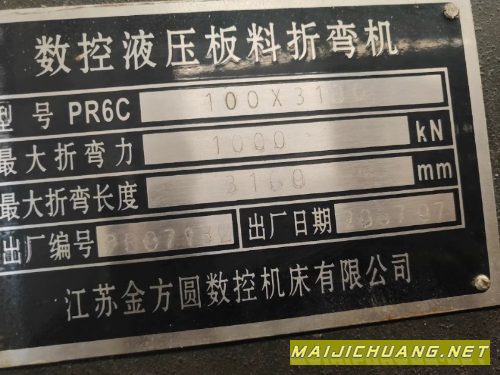 数控液压板料折弯机
型号 PR6C 100X31
最大折弯力 1000 kN
最大折弯长度 3100 mm
出厂编号 出厂日期
江苏金方圆数控机床有限公司
MAIJICHUANG.NET